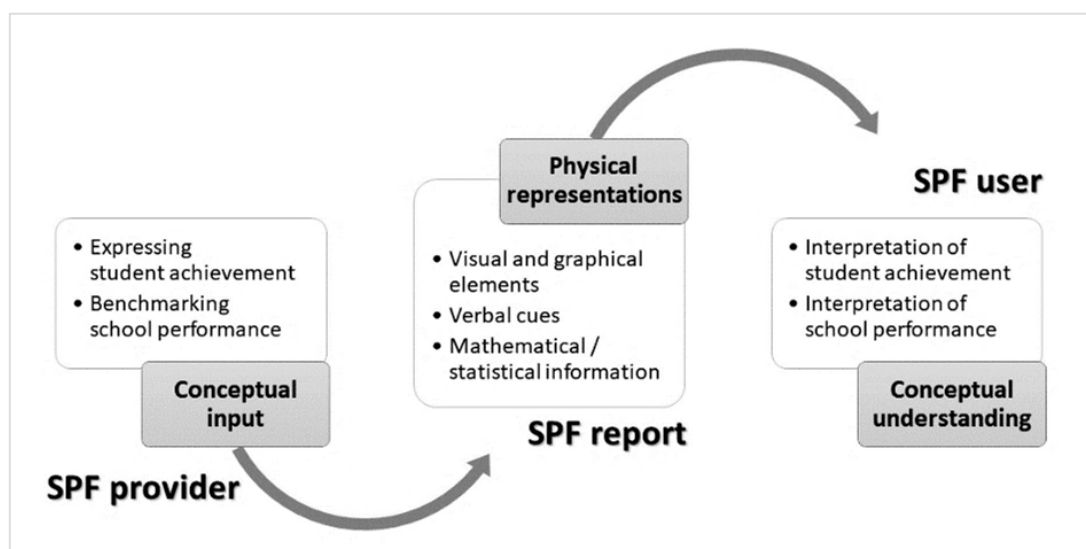 • Expressing
student achievement
• Benchmarking
school performance
Conceptual
input
SPF provider
Physical
representations
• Visual and graphical
elements
• Verbal cues
• Mathematical /
statistical information
SPF report
SPF user
• Interpretation of
student achievement
• Interpretation of
school performance
Conceptual
understanding